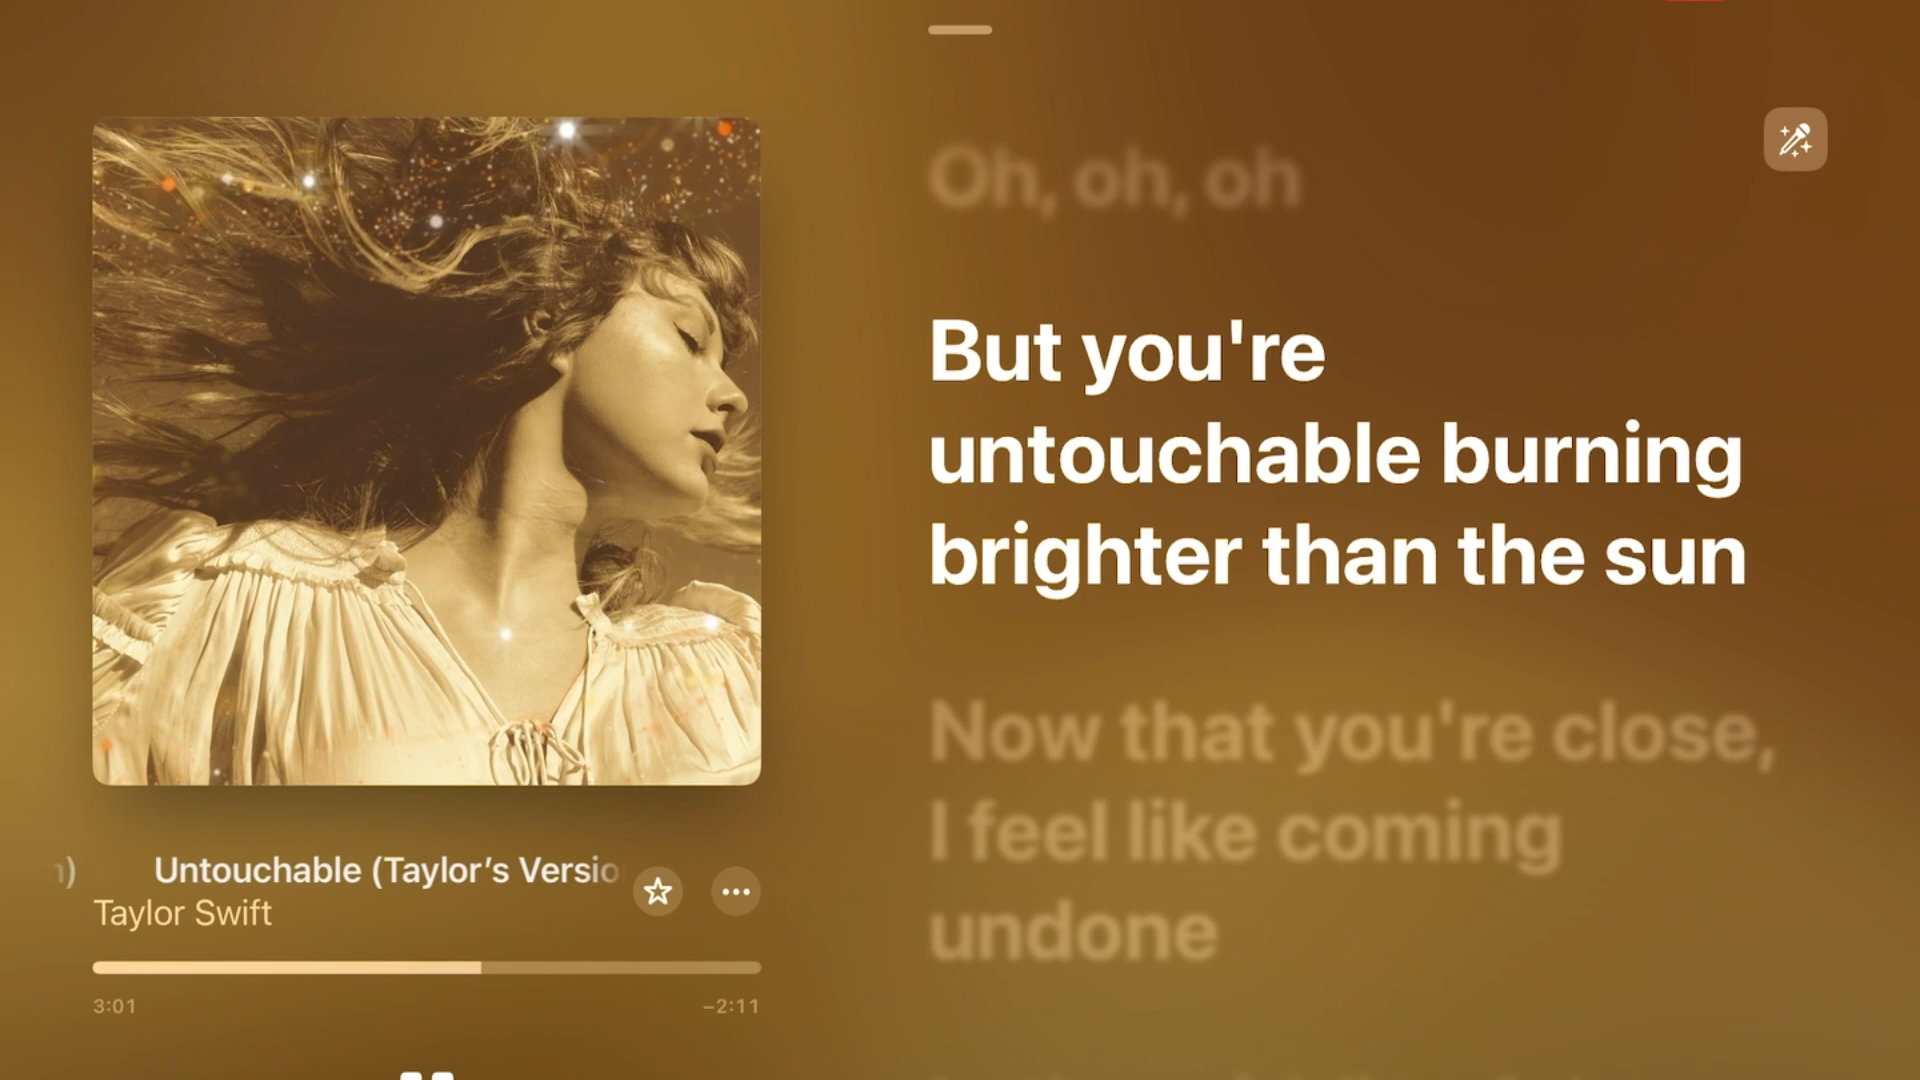 Oh, oh, oh
But you're
untouchable burning
brighter than the sun
Now that you're close,
I feel like coming
undone
Untouchable (Taylor’s Versio
Taylor Swift
3:01
−2:11